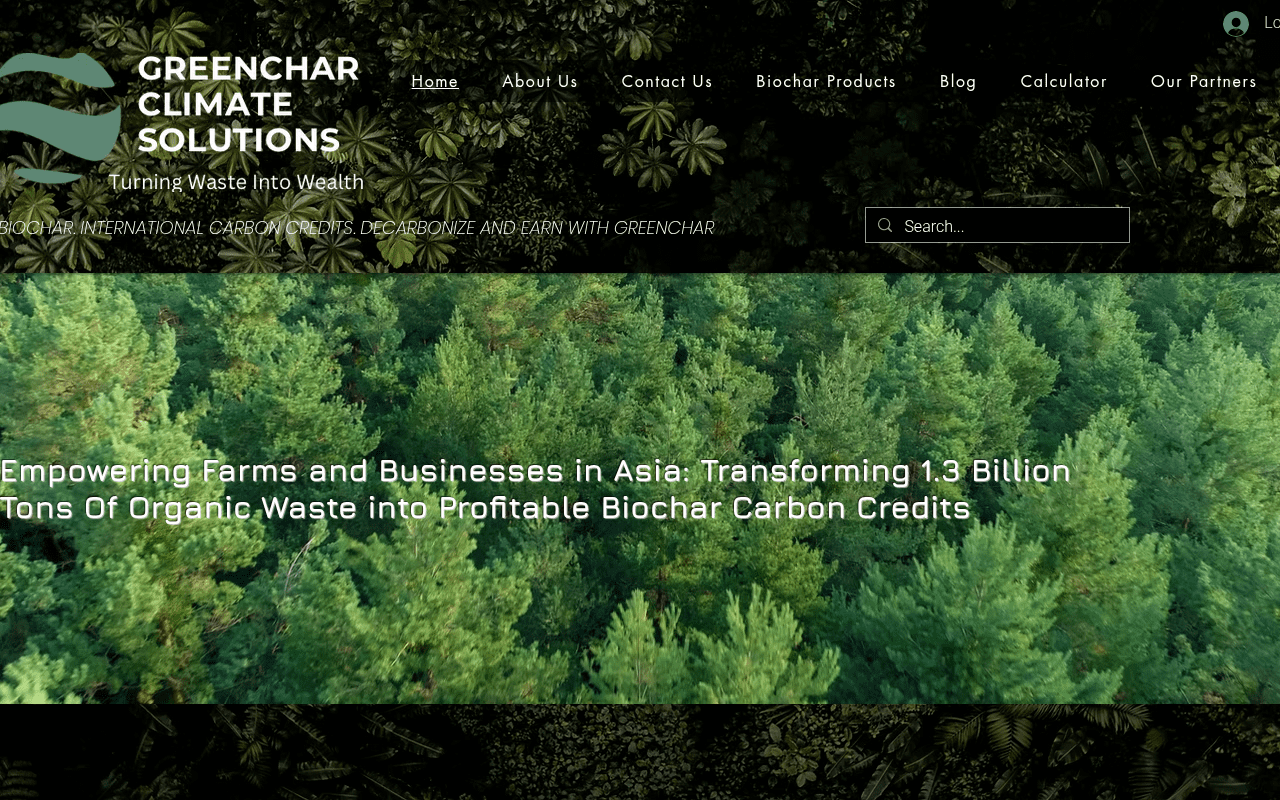 GREENCHAR
CLIMATE
SOLUTIONS
Turning Waste Into Wealth
Home
About Us
Contact Us
Biochar Products
Blog
Calculator
Our Partners
BIOCHAR. INTERNATIONAL CARBON CREDITS. DECARBONIZE AND EARN WITH GREENCHAR
Search...
Empowering Farms and Businesses in Asia: Transforming 1.3 Billion
Tons Of Organic Waste into Profitable Biochar Carbon Credits